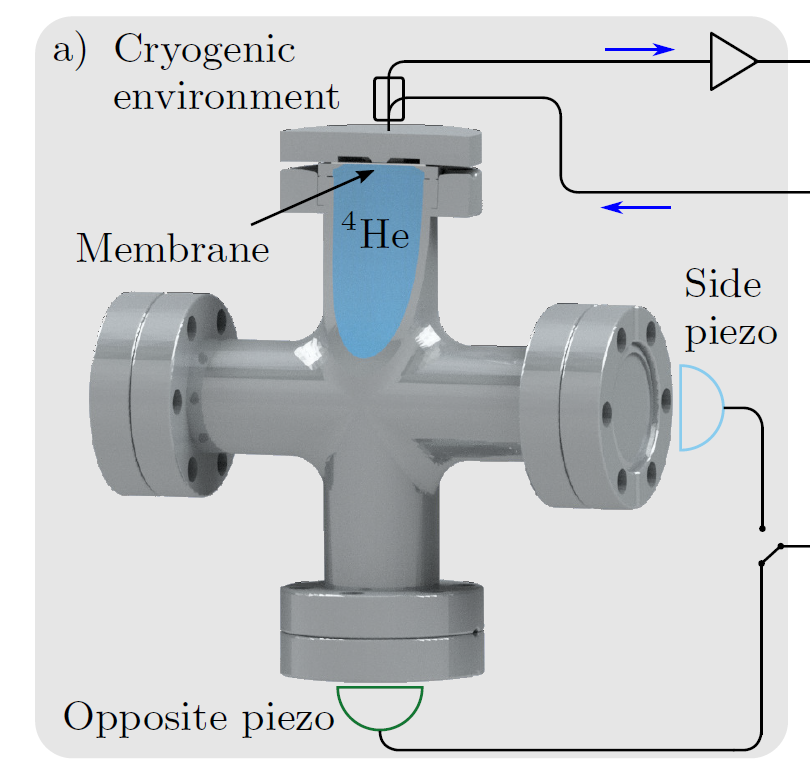 a) Cryogenic
environment
Membrane
⁴He
Side
piezo
Opposite piezo